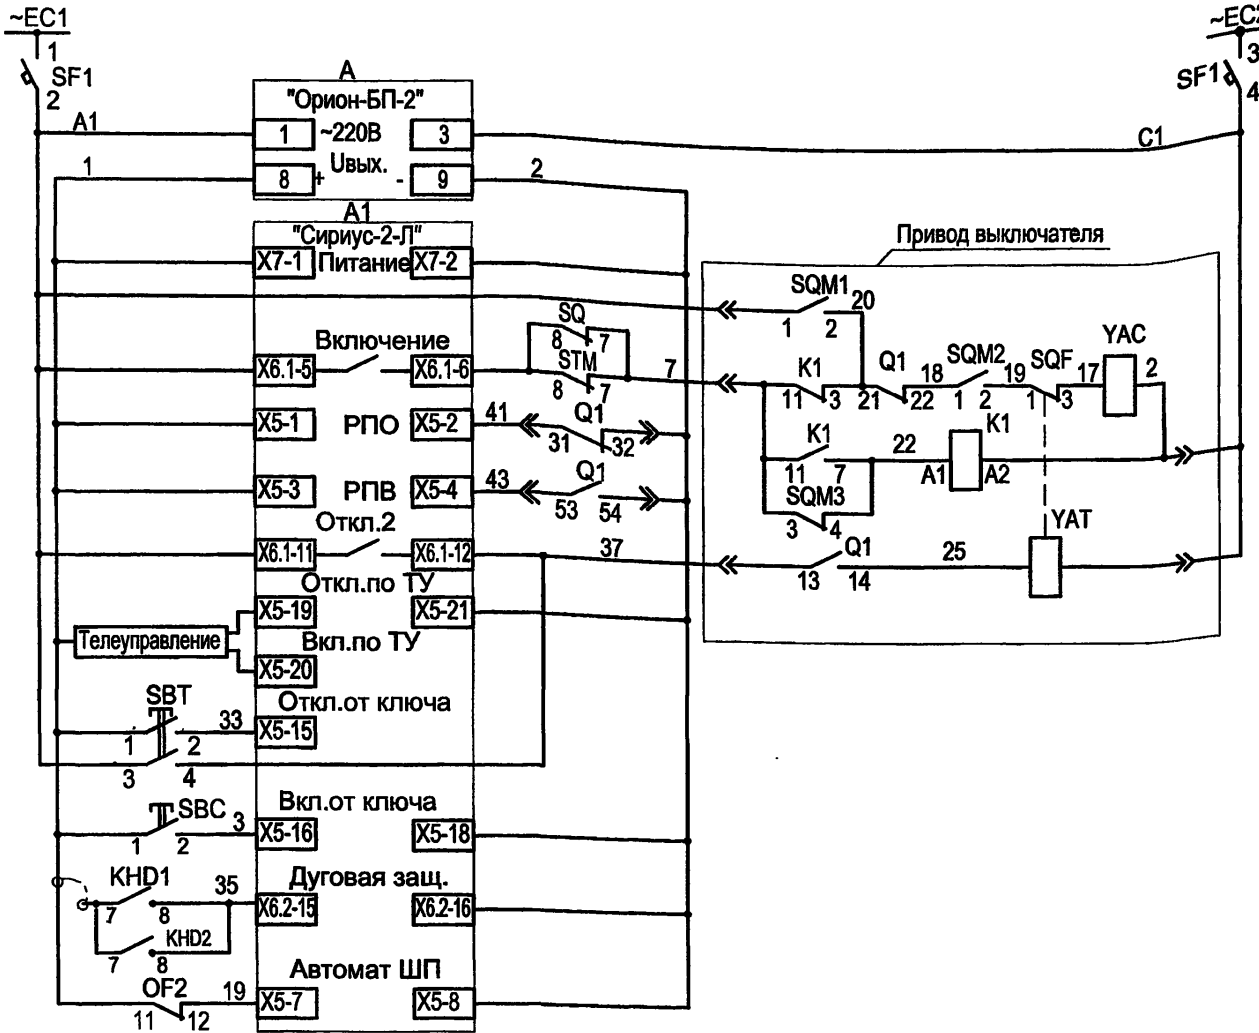 ~EC1
~EC2
1
SF1
2
3
SF1
4
A
"Орион-БП-2"
A1
1 ~220В 3
C1
Uвых.
1
8 + - 9
2
A1
"Сириус-2-Л"
X7-1 Питание X7-2
Привод выключателя
SQM1
1 2 20
SQ
8 7
Включение
X6.1-5 X6.1-6
STM
8 7
7
K1
11 3
Q1
21 22
18
SQM2
1 2
19
SQF
1 3
17
YAC
2
X5-1 РПО X5-2
41
Q1
31 32
K1
11 7
22
K1
A1 A2
X5-3 РПВ X5-4
43
Q1
53 54
SQM3
3 4
Откл.2
X6.1-11 X6.1-12
37
Q1
13 14
25
YAT
Откл.по ТУ
X5-19 X5-21
Телеуправление
Вкл.по ТУ
X5-20
SBT
Откл.от ключа
1 2 33
X5-15
3 4
Вкл.от ключа
SBC
1 2 3
X5-16 X5-18
Дуговая защ.
KHD1
7 8 35
X6.2-15 X6.2-16
KHD2
7 8
Автомат ШП
OF2
11 12 19
X5-7 X5-8